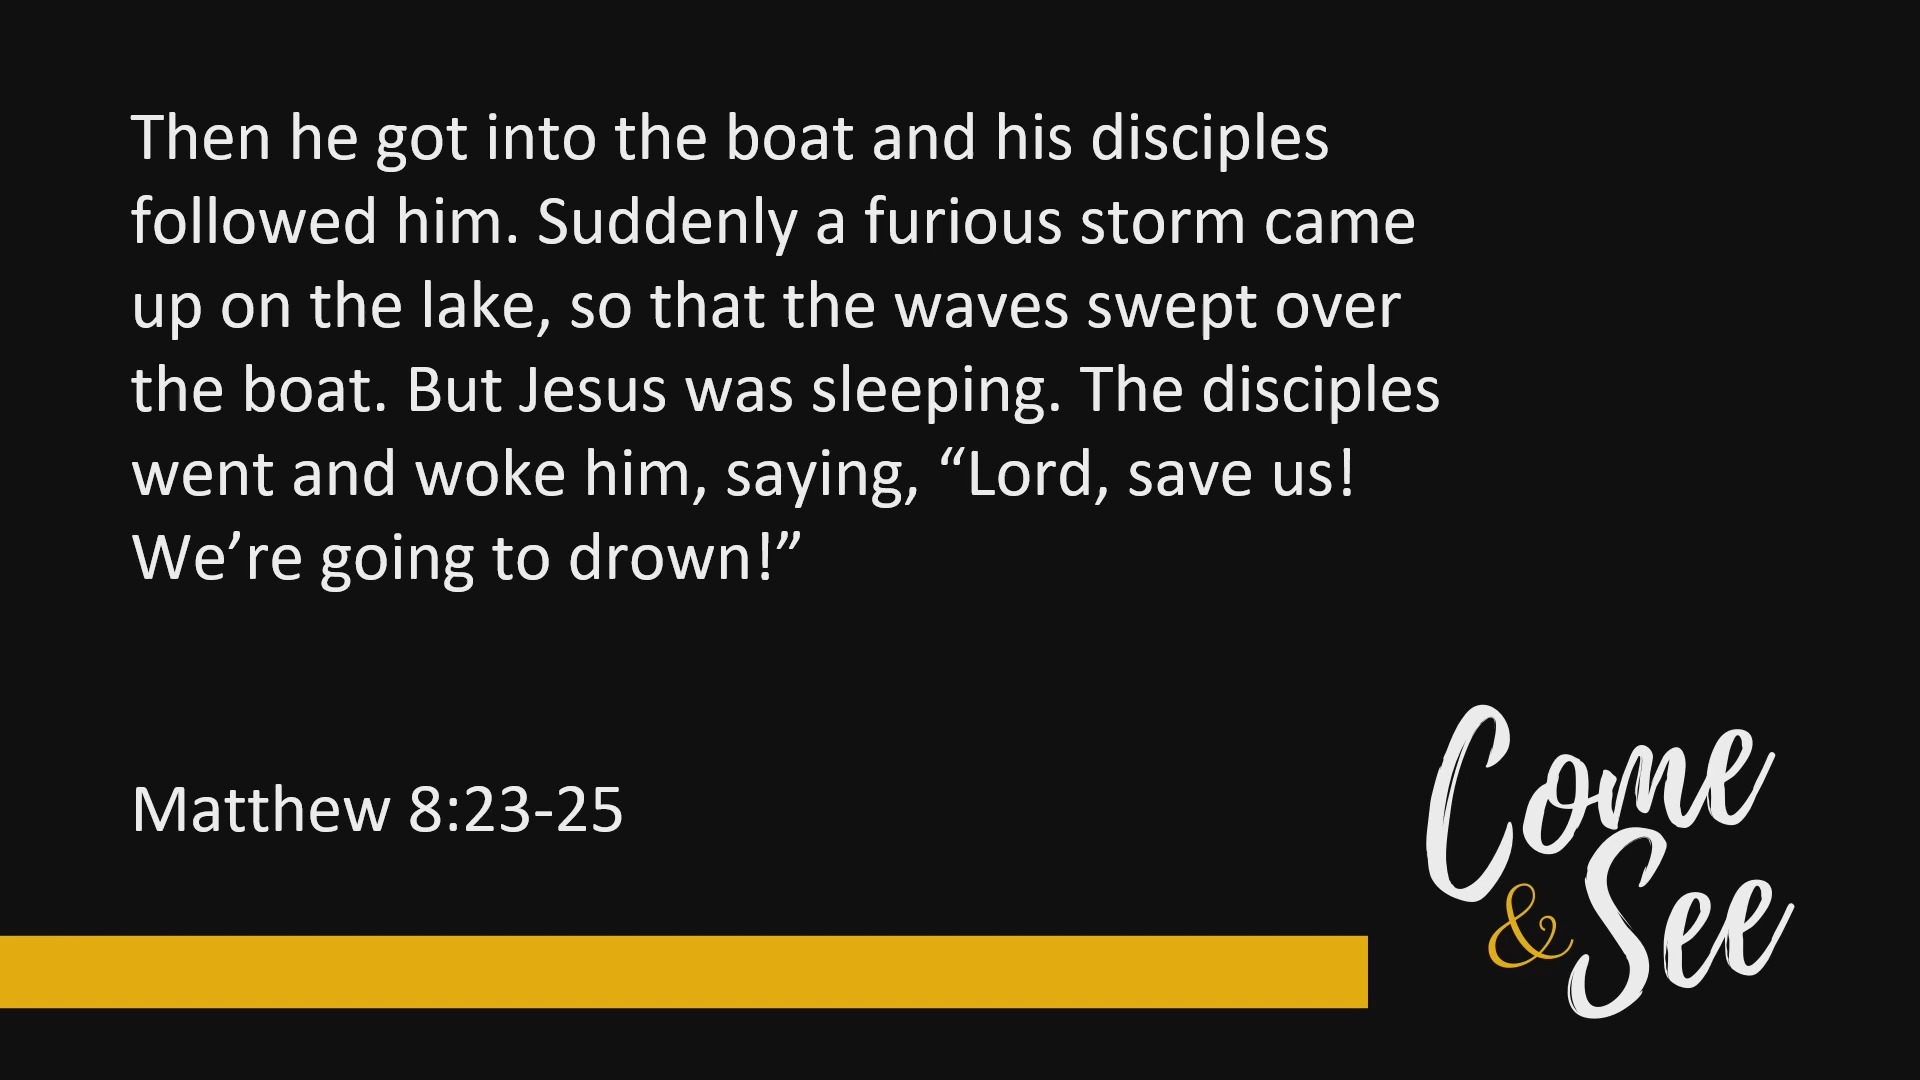 Then he got into the boat and his disciples
followed him. Suddenly a furious storm came
up on the lake, so that the waves swept over
the boat. But Jesus was sleeping. The disciples
went and woke him, saying, “Lord, save us!
We’re going to drown!”
Matthew 8:23-25
Come
& See